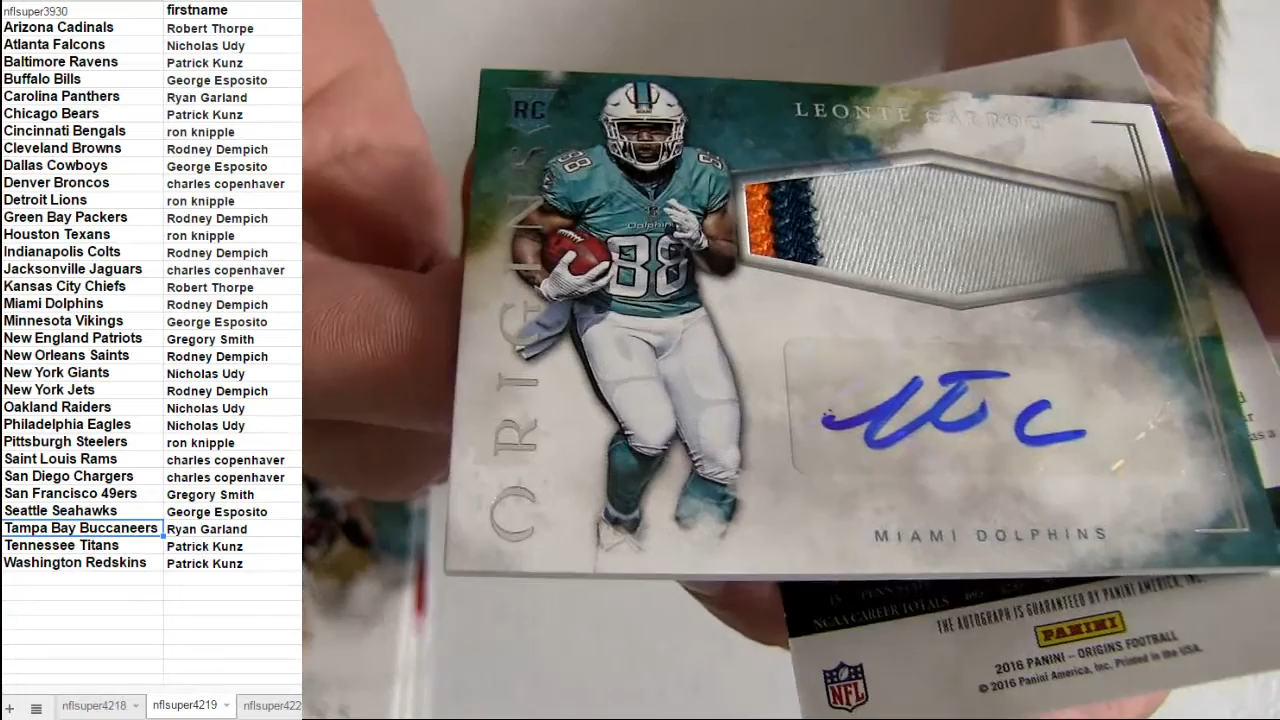 nflsuper3930 firstname
Arizona Cadinals Robert Thorpe
Atlanta Falcons Nicholas Udy
Baltimore Ravens Patrick Kunz
Buffalo Bills George Esposito
Carolina Panthers Ryan Garland
Chicago Bears Patrick Kunz
Cincinnati Bengals ron knipple
Cleveland Browns Rodney Dempich
Dallas Cowboys George Esposito
Denver Broncos charles copenhaver
Detroit Lions ron knipple
Green Bay Packers Rodney Dempich
Houston Texans ron knipple
Indianapolis Colts Rodney Dempich
Jacksonville Jaguars charles copenhaver
Kansas City Chiefs Robert Thorpe
Miami Dolphins Rodney Dempich
Minnesota Vikings George Esposito
New England Patriots Gregory Smith
New Orleans Saints Rodney Dempich
New York Giants Nicholas Udy
New York Jets Rodney Dempich
Oakland Raiders Nicholas Udy
Philadelphia Eagles Nicholas Udy
Pittsburgh Steelers ron knipple
Saint Louis Rams charles copenhaver
San Diego Chargers charles copenhaver
San Francisco 49ers Gregory Smith
Seattle Seahawks George Esposito
Tampa Bay Buccaneers Ryan Garland
Tennessee Titans Patrick Kunz
Washington Redskins Patrick Kunz
nflsuper4218 nflsuper4219 nflsuper422
RC
LEONTE CARROO
ORIGINS
88
Dolphins
88
MIAMI DOLPHINS
NCAA CAREER TOTALS
THE AUTOGRAPH IS GUARANTEED BY PANINI AMERICA, INC.
PANINI
2016 PANINI – ORIGINS FOOTBALL
© 2016 Panini America, Inc. Printed in the USA.
NFL
as a